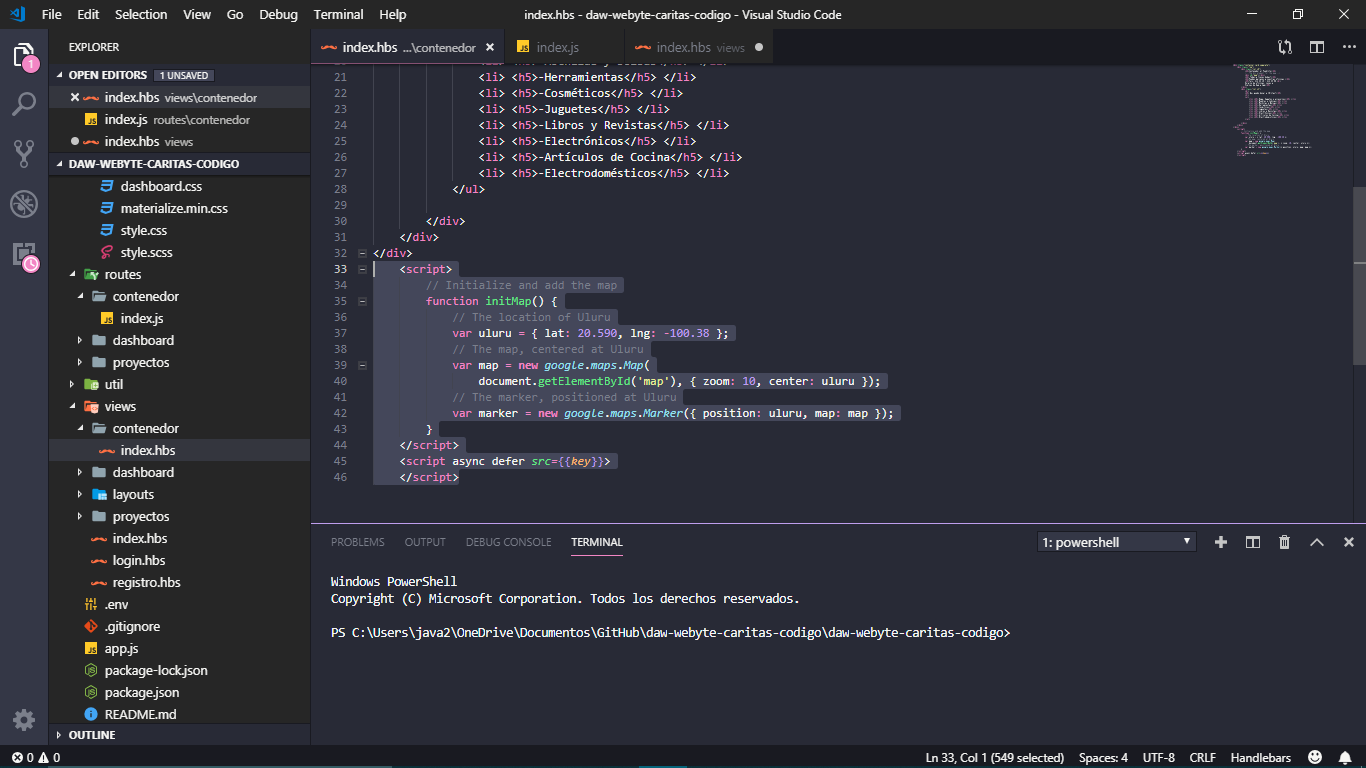 File Edit Selection View Go Debug Terminal Help
index.hbs - daw-webyte-caritas-codigo - Visual Studio Code
EXPLORER
OPEN EDITORS 1 UNSAVED
index.hbs views\contenedor
index.js routes\contenedor
index.hbs views
DAW-WEBYTE-CARITAS-CODIGO
dashboard.css
materialize.min.css
style.css
style.scss
routes
contenedor
index.js
dashboard
proyectos
util
views
contenedor
index.hbs
dashboard
layouts
proyectos
index.hbs
login.hbs
registro.hbs
.env
.gitignore
app.js
package-lock.json
package.json
README.md
OUTLINE
index.hbs ...\contenedor
index.js
index.hbs views
21 <li> <h5>-Herramientas</h5> </li>
22 <li> <h5>-Cosméticos</h5> </li>
23 <li> <h5>-Juguetes</h5> </li>
24 <li> <h5>-Libros y Revistas</h5> </li>
25 <li> <h5>-Electrónicos</h5> </li>
26 <li> <h5>-Artículos de Cocina</h5> </li>
27 <li> <h5>-Electrodomésticos</h5> </li>
28 </ul>
29
30 </div>
31 </div>
32 </div>
33 <script>
34 // Initialize and add the map
35 function initMap() {
36 // The location of Uluru
37 var uluru = { lat: 20.590, lng: -100.38 };
38 // The map, centered at Uluru
39 var map = new google.maps.Map(
40 document.getElementById('map'), { zoom: 10, center: uluru });
41 // The marker, positioned at Uluru
42 var marker = new google.maps.Marker({ position: uluru, map: map });
43 }
44 </script>
45 <script async defer src={{key}}>
46 </script>
PROBLEMS OUTPUT DEBUG CONSOLE TERMINAL
1: powershell
Windows PowerShell
Copyright (C) Microsoft Corporation. Todos los derechos reservados.
PS C:\Users\java2\OneDrive\Documentos\GitHub\daw-webyte-caritas-codigo\daw-webyte-caritas-codigo>
0 0
Ln 33, Col 1 (549 selected) Spaces: 4 UTF-8 CRLF Handlebars